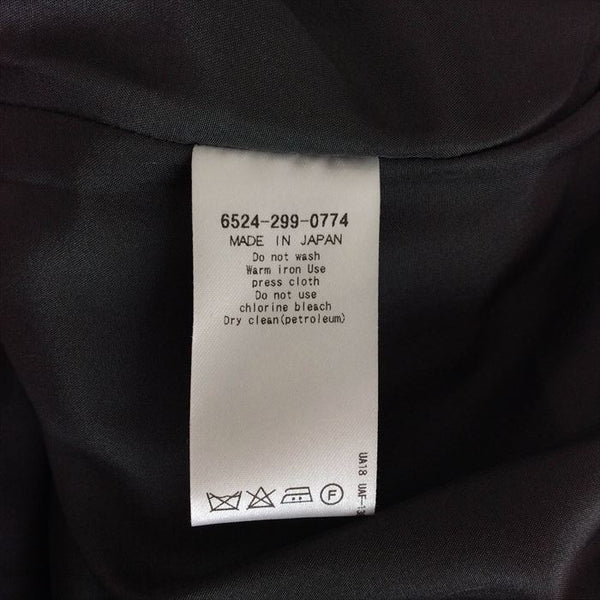 6524-299-0774
MADE IN JAPAN
Do not wash
Warm iron Use
press cloth
Do not use
chlorine bleach
Dry clean(petroleum)
F
UA18